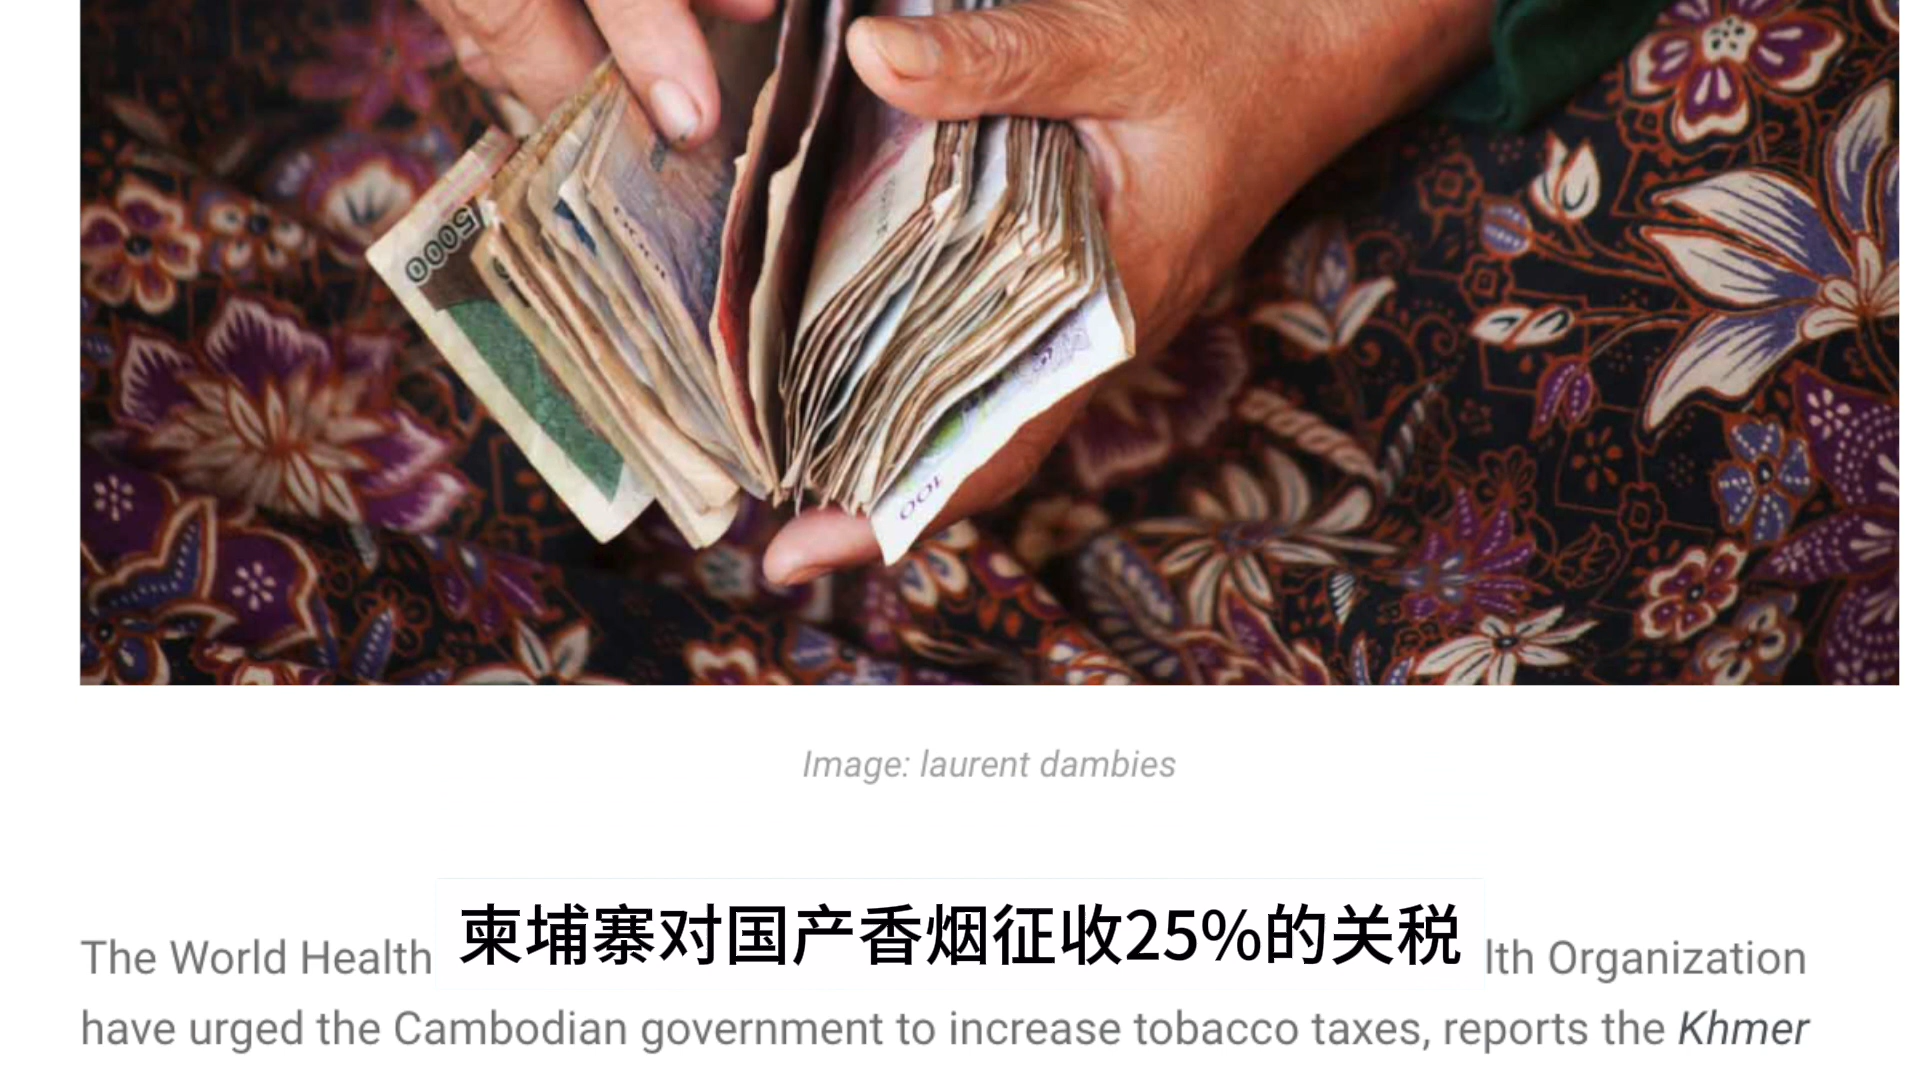 5000
100
Image: laurent dambies
柬埔寨对国产香烟征收25%的关税
The World Health lth Organization
have urged the Cambodian government to increase tobacco taxes, reports the Khmer